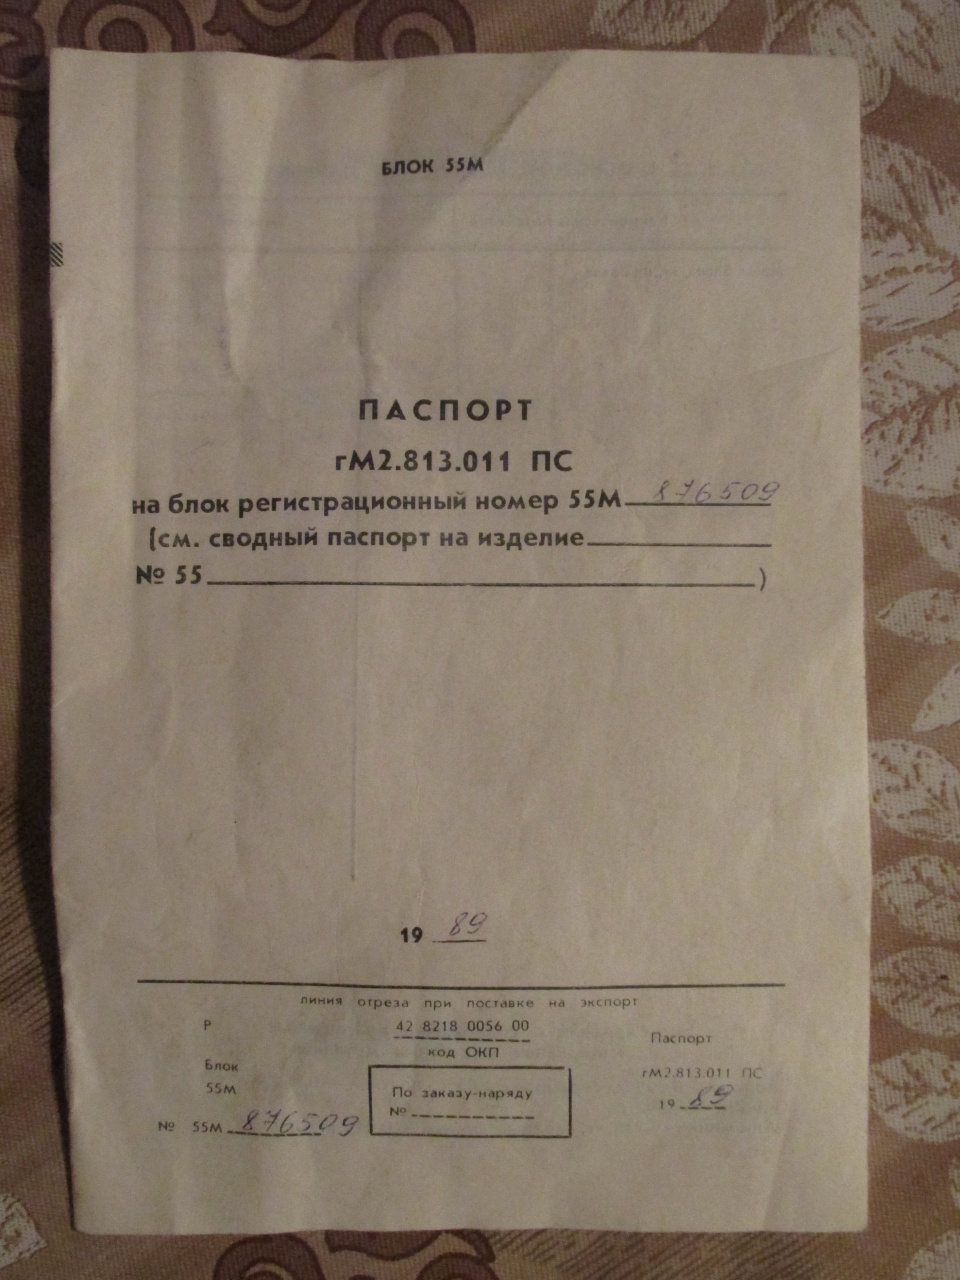 БЛОК 55М
ПАСПОРТ
гМ2.813.011 ПС
на блок регистрационный номер 55М 876509
(см. сводный паспорт на изделие
№ 55 )
19 89
линия отреза при поставке на экспорт
Р
42 8218 0056 00
код ОКП
Паспорт
Блок
55М
гМ2.813.011 ПС
По заказу-наряду
№
19 89
№ 55М 876509